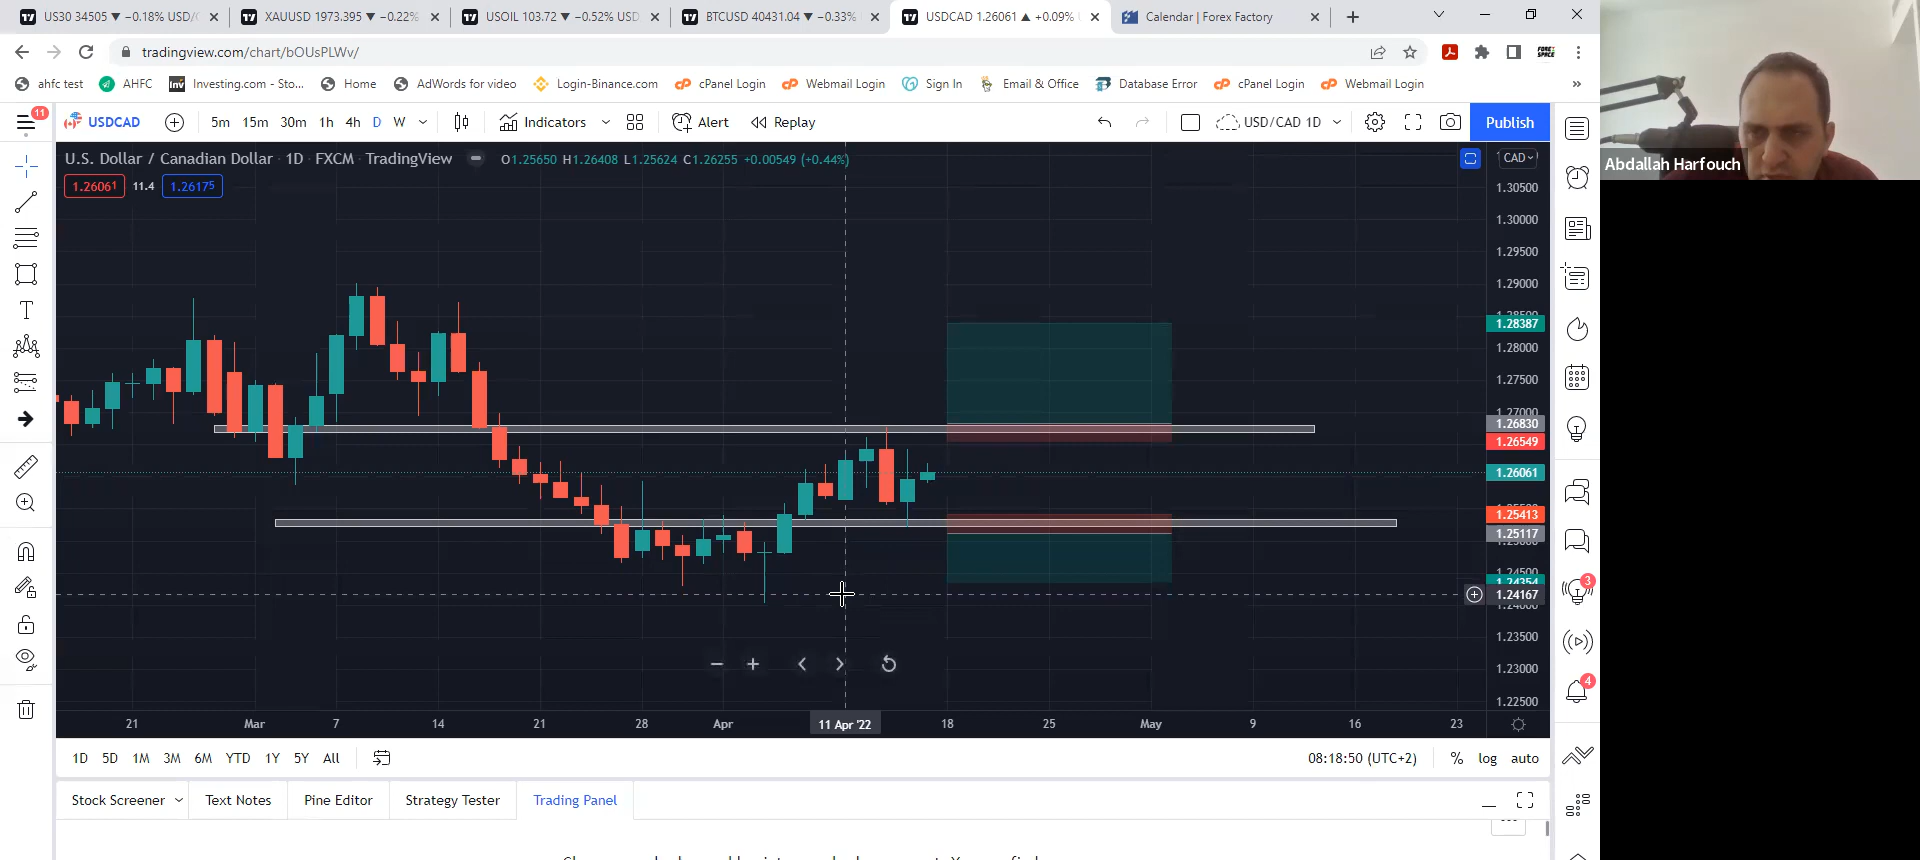 US30 34505 ▼ −0.18% USD/
XAUUSD 1973.395 ▼ −0.22%
USOIL 103.72 ▼ −0.52% USD
BTCUSD 40431.04 ▼ −0.33%
USDCAD 1.26061 ▲ +0.09%
Calendar | Forex Factory
tradingview.com/chart/bOUsPLWv/
ahfc test
AHFC
Investing.com - Sto...
Home
AdWords for video
Login-Binance.com
cPanel Login
Webmail Login
Sign In
Email & Office
Database Error
cPanel Login
Webmail Login
11
USDCAD
5m 15m 30m 1h 4h D W
Indicators
Alert
Replay
USD/CAD 1D
Publish
U.S. Dollar / Canadian Dollar · 1D · FXCM · TradingView
O1.25650 H1.26408 L1.25624 C1.26255 +0.00549 (+0.44%)
CAD
1.26061 11.4 1.26175
Abdallah Harfouch
1.30500
1.30000
1.29500
1.29000
1.28387
1.28000
1.27500
1.27000
1.26830
1.26549
1.26061
1.25413
1.25117
1.24354
1.24167
1.23500
1.23000
1.22500
21 Mar 7 14 21 28 Apr 11 Apr '22 18 25 May 9 16 23
1D 5D 1M 3M 6M YTD 1Y 5Y All
08:18:50 (UTC+2)
% log auto
Stock Screener
Text Notes
Pine Editor
Strategy Tester
Trading Panel
3
4